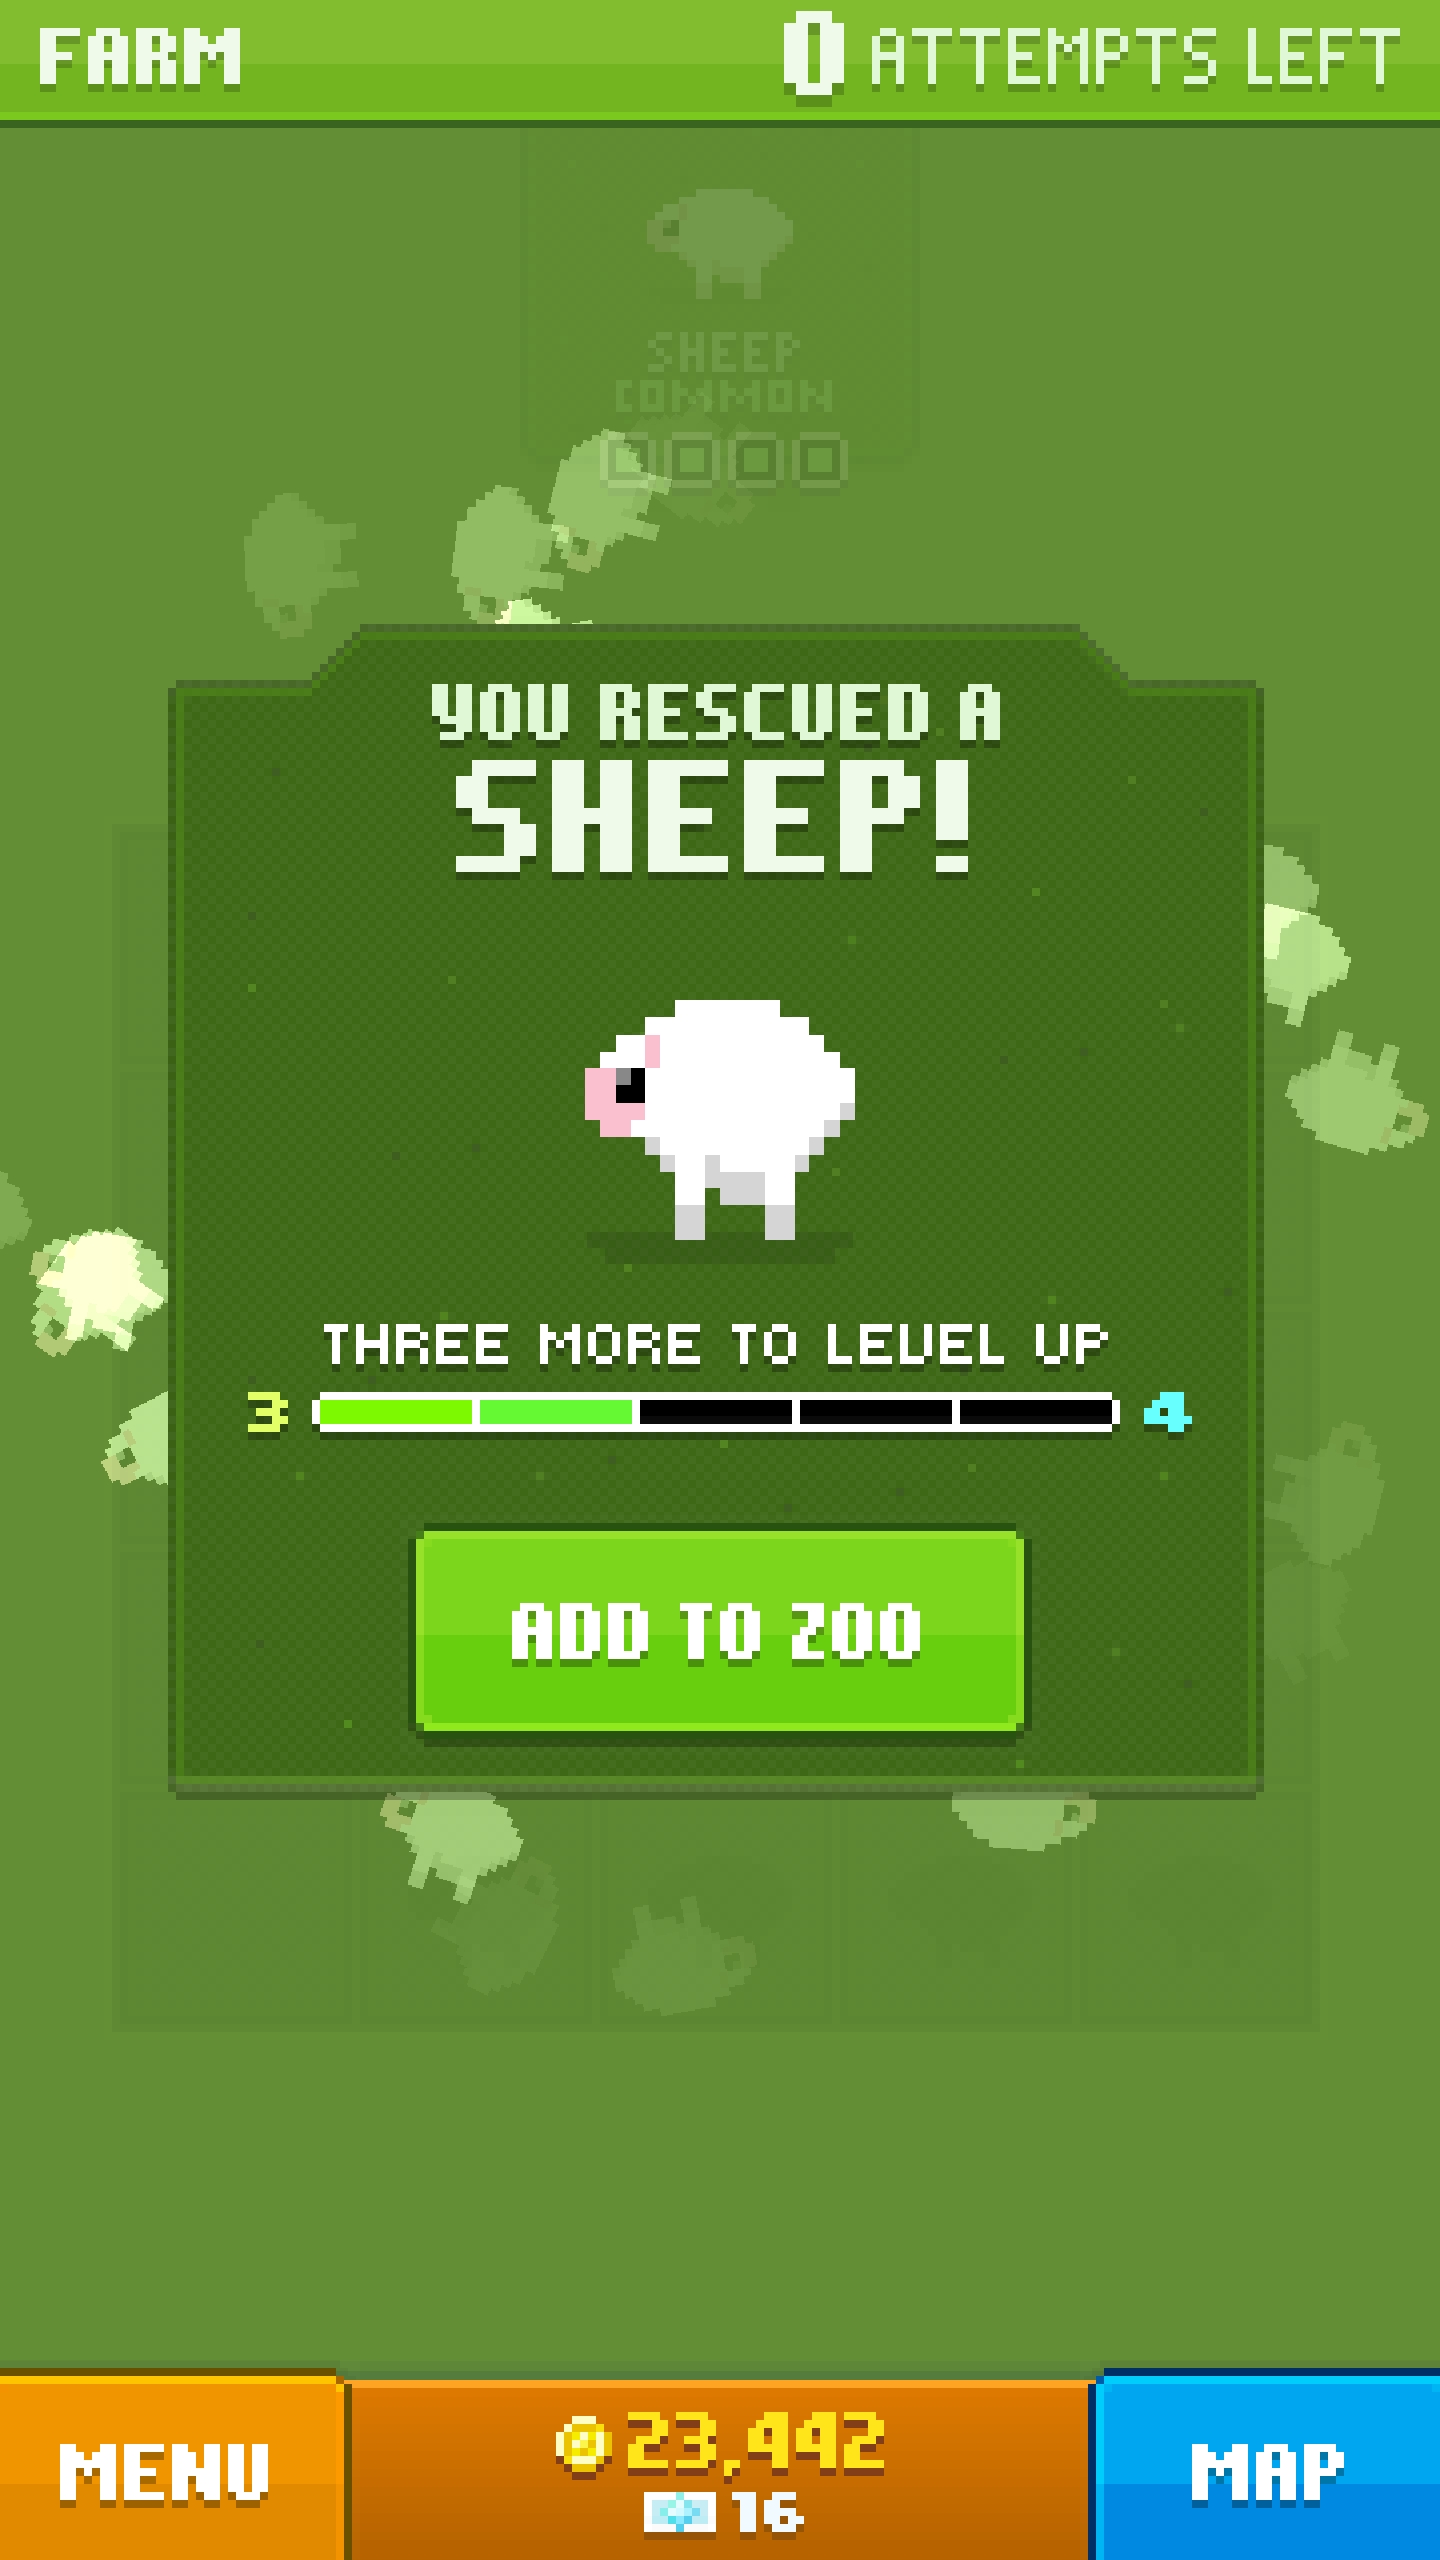 FARM
0 ATTEMPTS LEFT
SHEEP
COMMON
YOU RESCUED A
SHEEP!
THREE MORE TO LEVEL UP
3 4
ADD TO ZOO
MENU
23,442
16
MAP